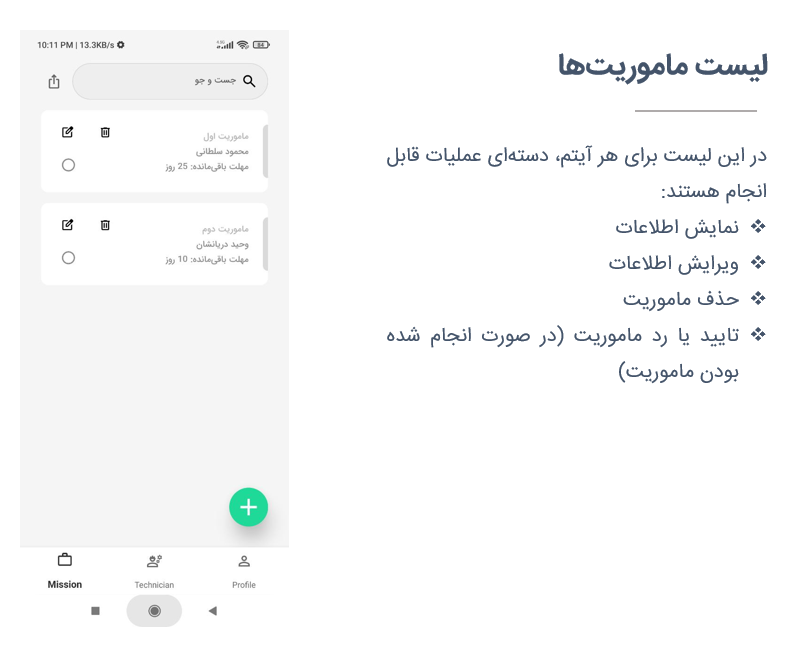 لیست ماموریت‌ها
در این لیست برای هر آیتم، دسته‌ای عملیات قابل
انجام هستند:
❖ نمایش اطلاعات
❖ ویرایش اطلاعات
❖ حذف ماموریت
❖ تایید یا رد ماموریت (در صورت انجام شده
بودن ماموریت)
10:11 PM | 13.3KB/s
4.5G
84
جست و جو
ماموریت اول
محمود سلطانی
مهلت باقی‌مانده: 25 روز
ماموریت دوم
وحید دریانشان
مهلت باقی‌مانده: 10 روز
Mission
Technician
Profile